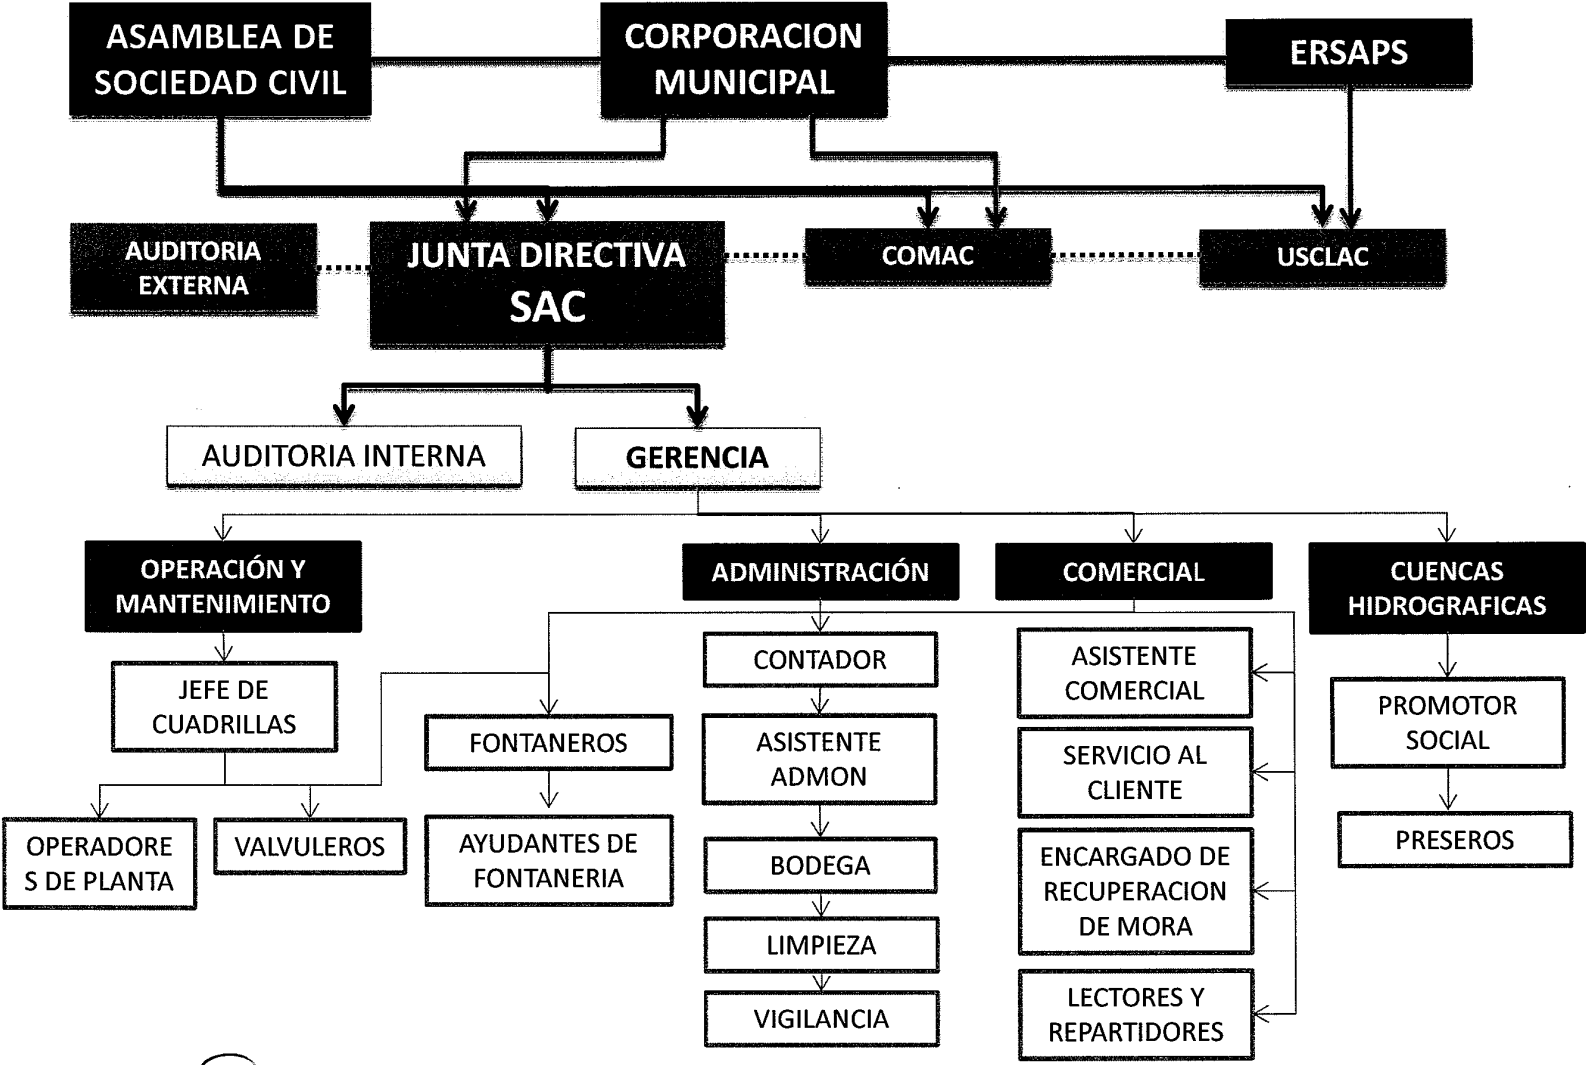 ASAMBLEA DE
SOCIEDAD CIVIL
CORPORACION
MUNICIPAL
ERSAPS
AUDITORIA
EXTERNA
JUNTA DIRECTIVA
SAC
COMAC
USCLAC
AUDITORIA INTERNA
GERENCIA
OPERACIÓN Y
MANTENIMIENTO
ADMINISTRACIÓN
COMERCIAL
CUENCAS
HIDROGRAFICAS
JEFE DE
CUADRILLAS
OPERADORE
S DE PLANTA
VALVULEROS
FONTANEROS
AYUDANTES DE
FONTANERIA
CONTADOR
ASISTENTE
ADMON
BODEGA
LIMPIEZA
VIGILANCIA
ASISTENTE
COMERCIAL
SERVICIO AL
CLIENTE
ENCARGADO DE
RECUPERACION
DE MORA
LECTORES Y
REPARTIDORES
PROMOTOR
SOCIAL
PRESEROS